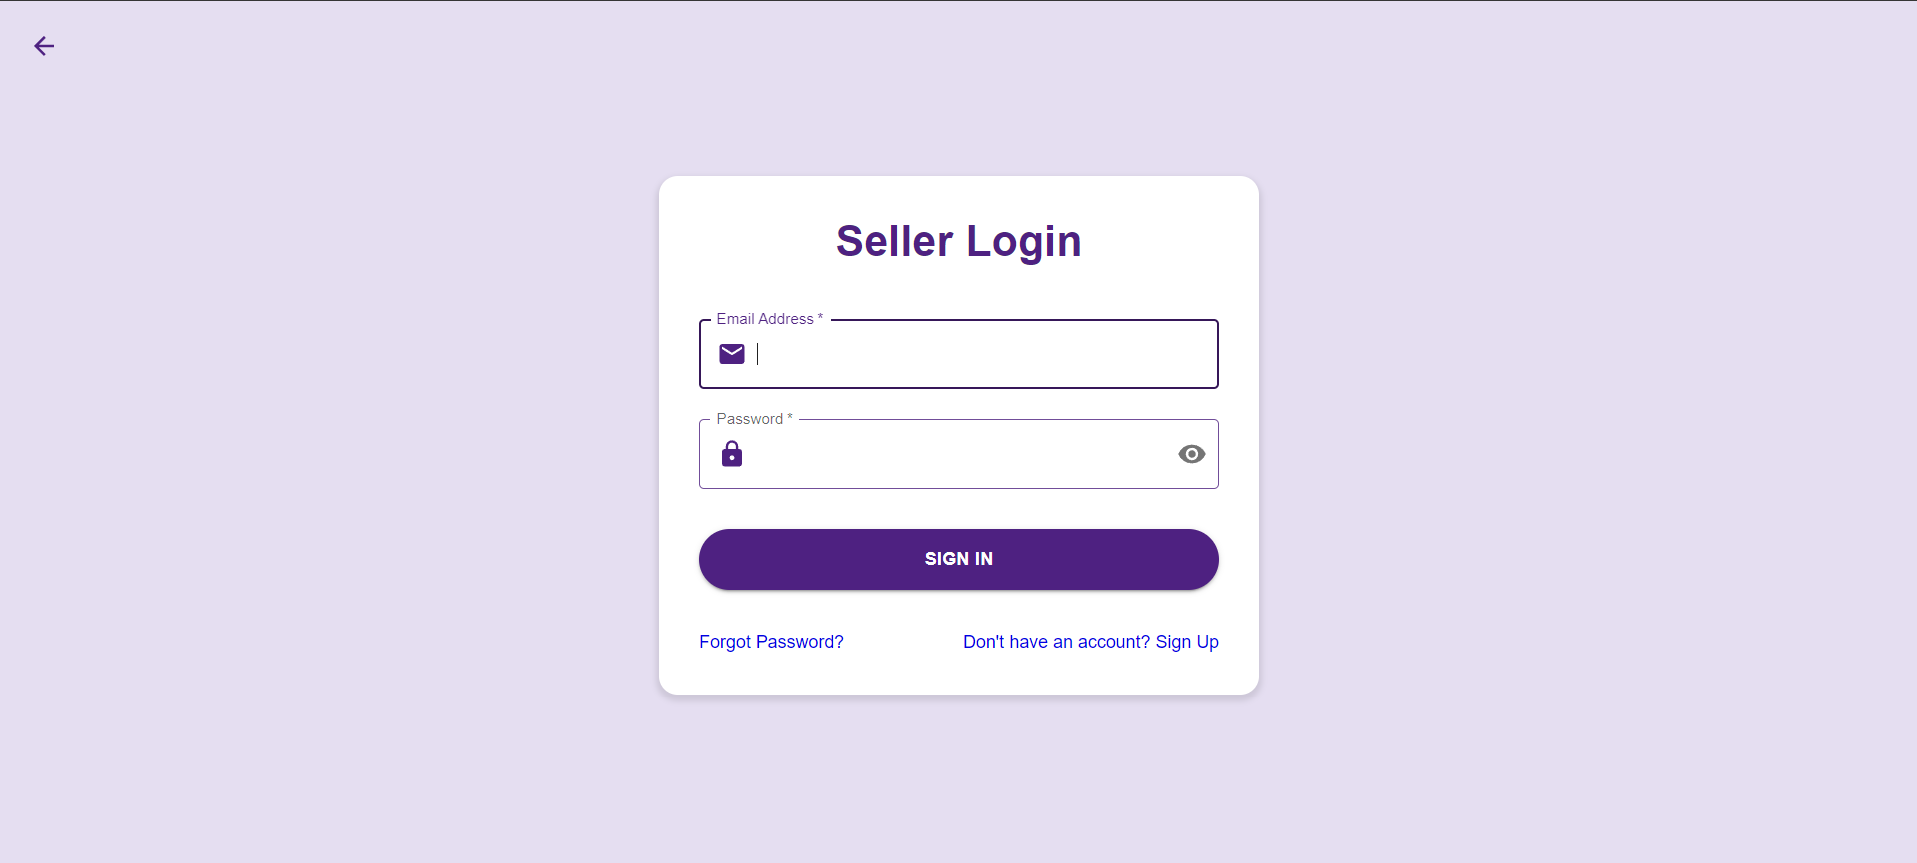 Seller Login
Email Address *
Password *
SIGN IN
Forgot Password?
Don't have an account? Sign Up